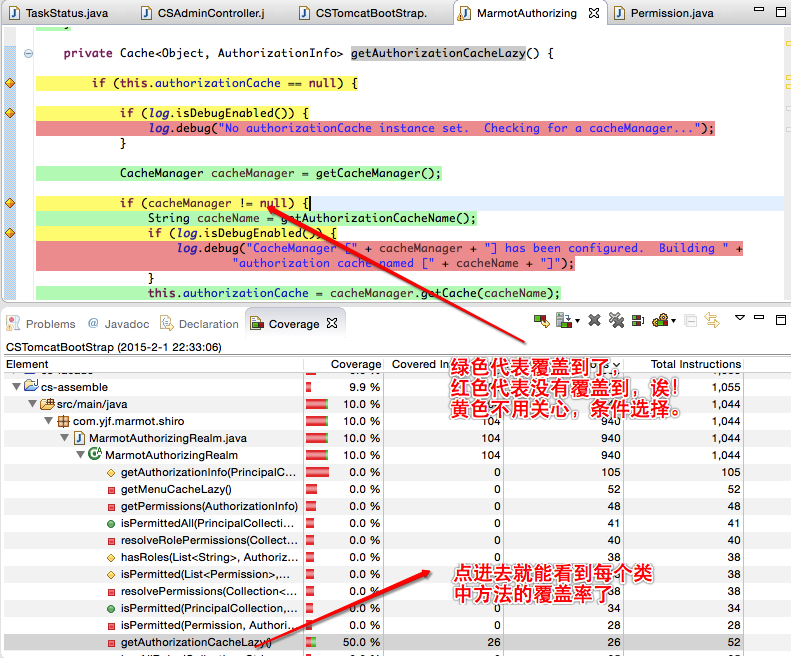 TaskStatus.java
CSAdminController.j
CSTomcatBootStrap.
MarmotAuthorizing
Permission.java
private Cache<Object, AuthorizationInfo> getAuthorizationCacheLazy() {
if (this.authorizationCache == null) {
if (log.isDebugEnabled()) {
log.debug("No authorizationCache instance set.  Checking for a cacheManager...");
}
CacheManager cacheManager = getCacheManager();
if (cacheManager != null) {
String cacheName = getAuthorizationCacheName();
if (log.isDebugEnabled()) {
log.debug("CacheManager [" + cacheManager + "] has been configured.  Building " +
"authorization cache named [" + cacheName + "]");
}
this.authorizationCache = cacheManager.getCache(cacheName);
Problems @ Javadoc Declaration Coverage
CSTomcatBootStrap (2015-2-1 22:33:06)
Element Coverage Covered In Total Instructions
绿色代表覆盖到了，
红色代表没有覆盖到，诶！
黄色不用关心，条件选择。
cs-assemble 9.9 % 1,055
src/main/java 10.0 % 1,044
com.yjf.marmot.shiro 10.0 % 104 940 1,044
MarmotAuthorizingRealm.java 10.0 % 104 940 1,044
MarmotAuthorizingRealm 10.0 % 104 940 1,044
getAuthorizationInfo(PrincipalC... 0.0 % 0 105 105
getMenuCacheLazy() 0.0 % 0 52 52
getPermissions(AuthorizationInfo) 0.0 % 0 48 48
isPermittedAll(PrincipalCollecti... 0.0 % 0 41 41
resolveRolePermissions(Collect... 0.0 % 0 40 40
hasRoles(List<String>, Authoriz... 0.0 % 0 38 38
isPermitted(List<Permission>,... 0.0 % 0 38
resolvePermissions(Collection<... 0.0 % 0 38
isPermitted(PrincipalCollection,... 0.0 % 0 34 34
isPermitted(Permission, Authori... 0.0 % 0 28 28
getAuthorizationCacheLazy() 50.0 % 26 26 52
点进去就能看到每个类
中方法的覆盖率了